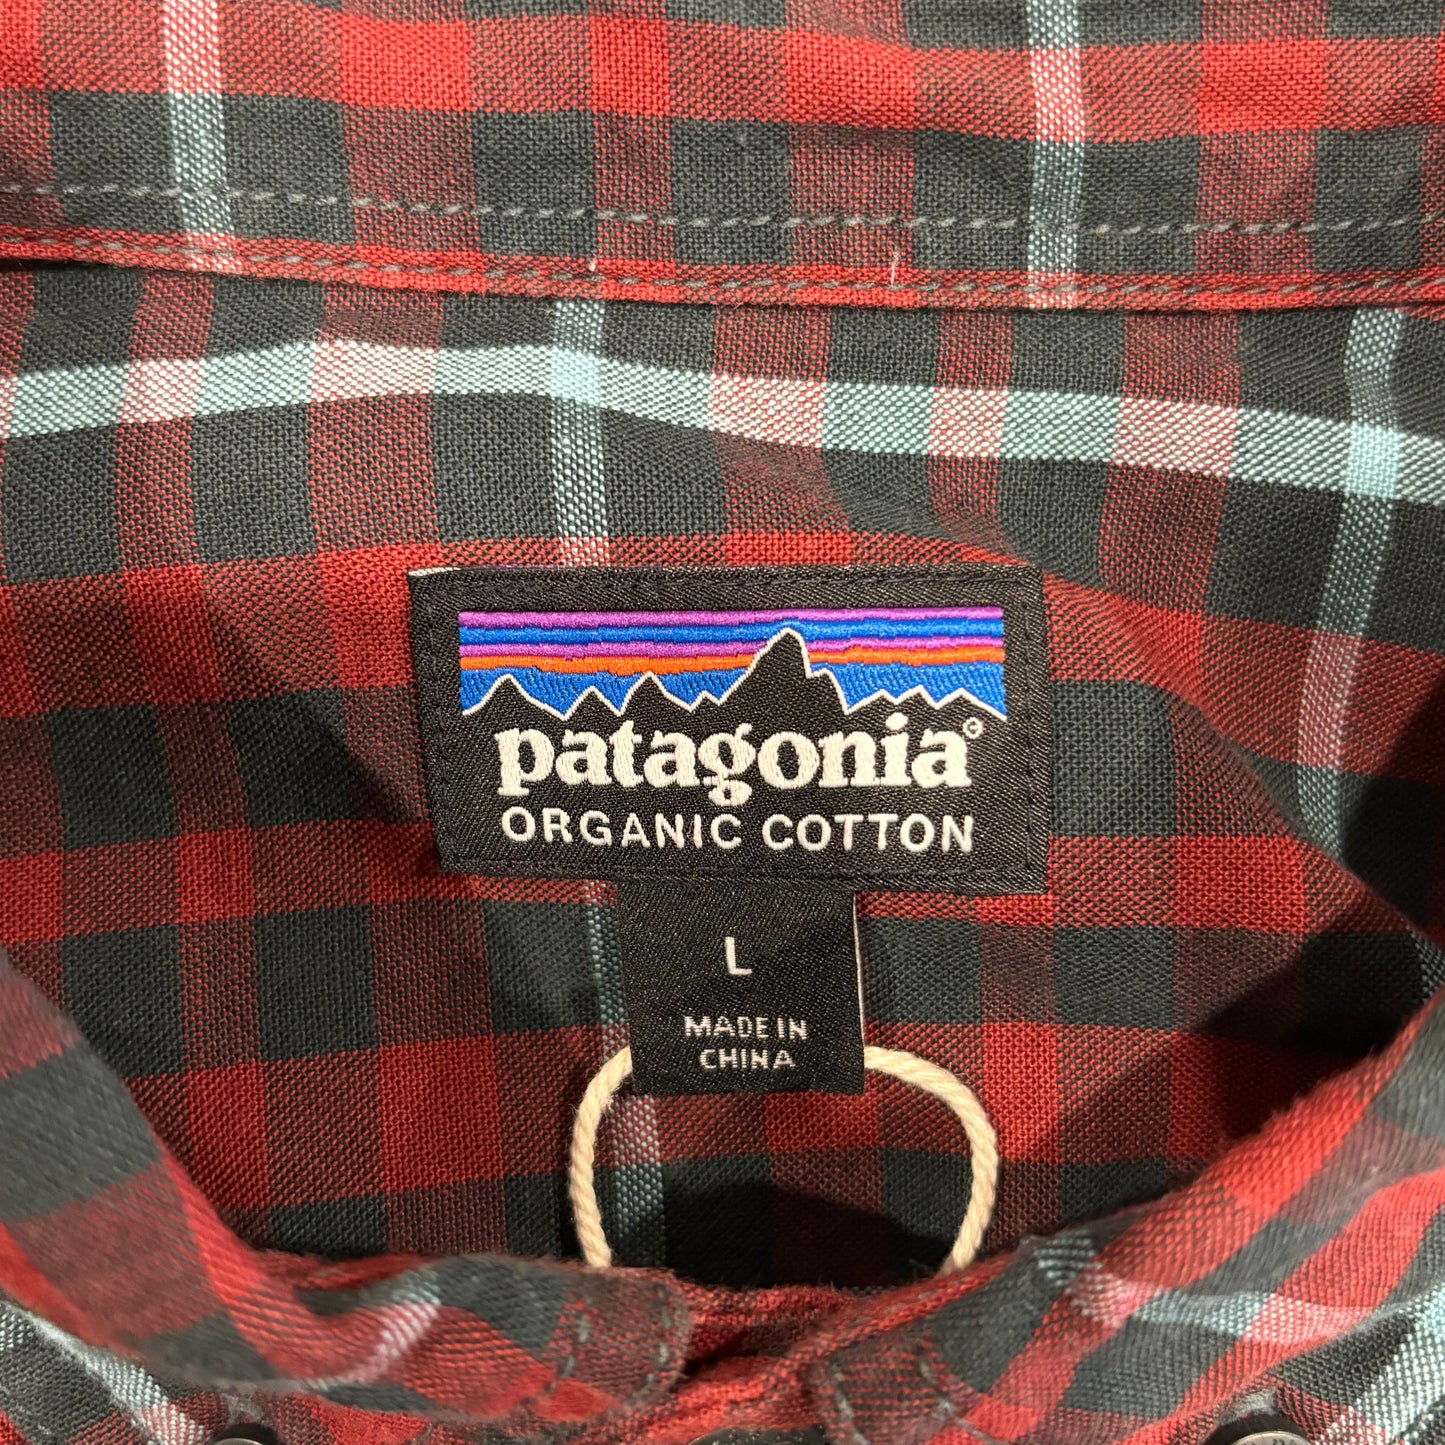 patagonia®
ORGANIC COTTON
L
MADE IN
CHINA